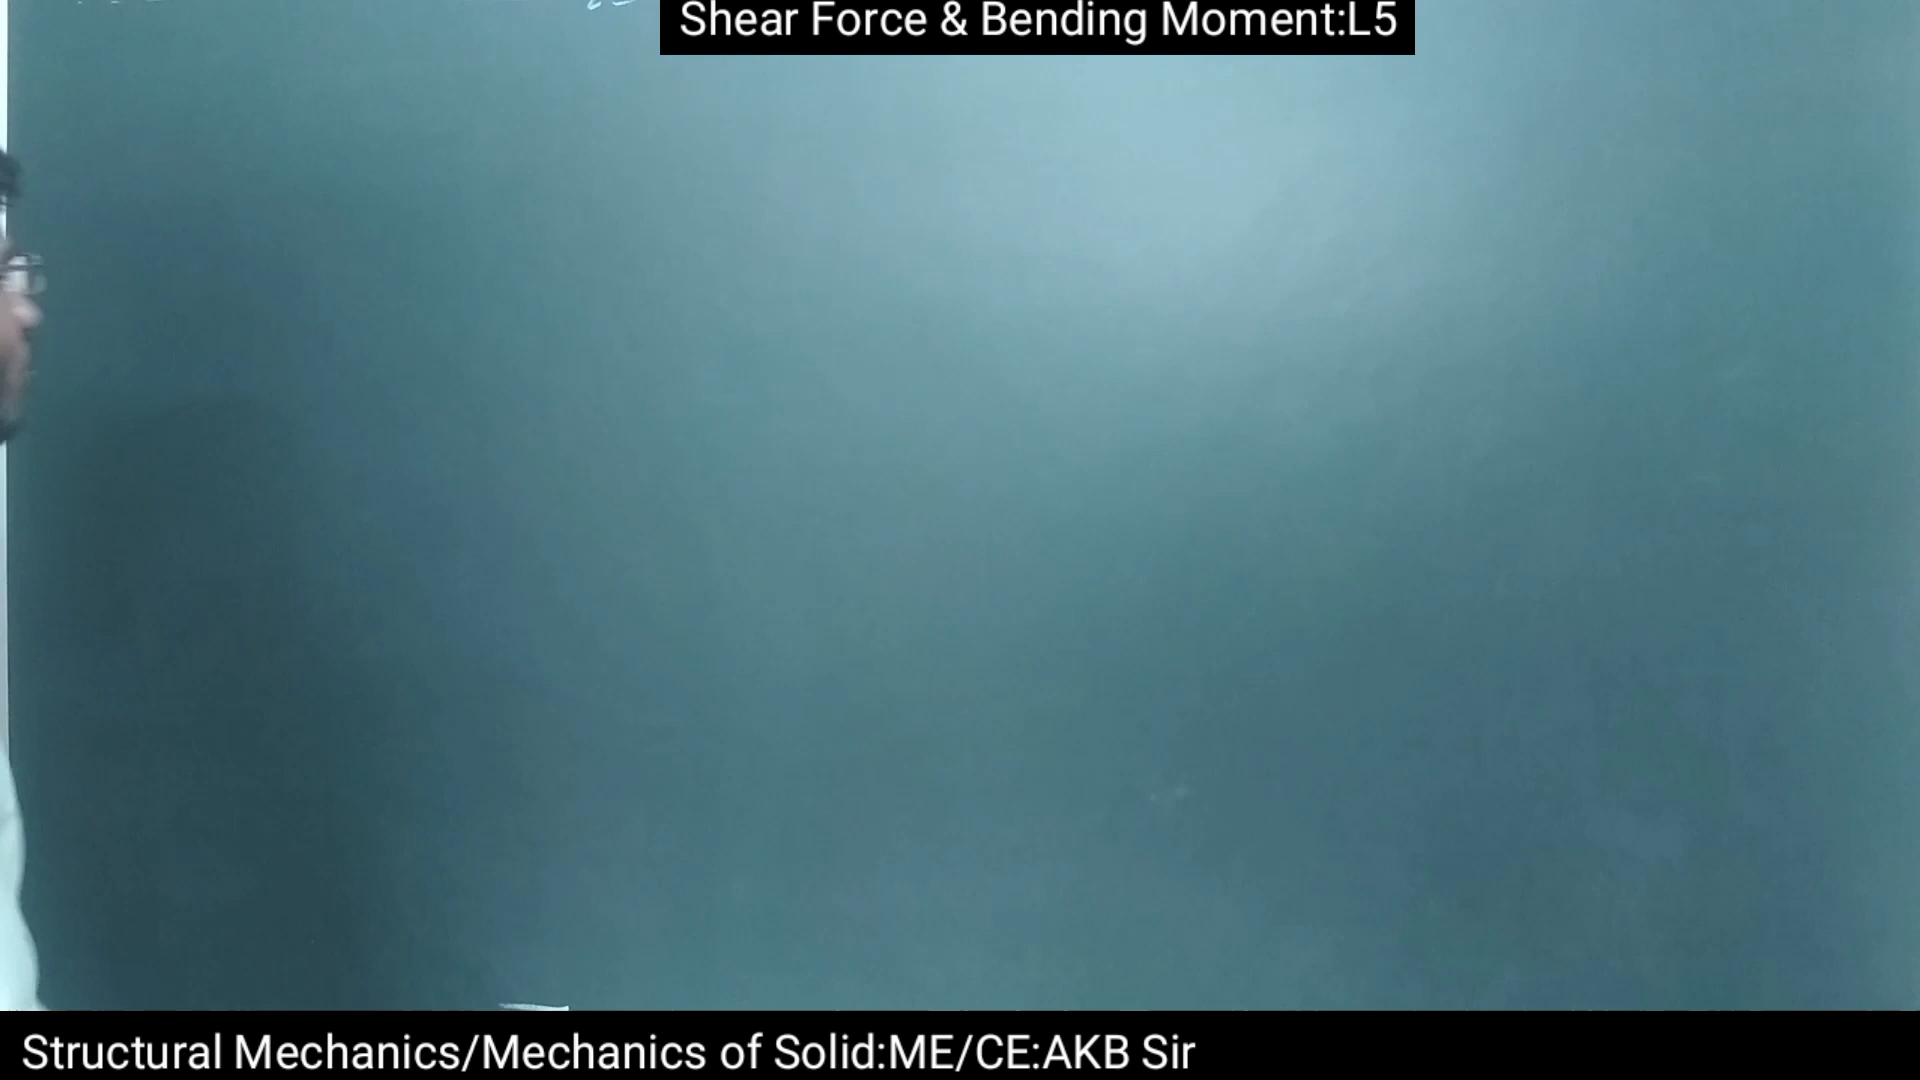 Shear Force & Bending Moment:L5
Structural Mechanics/Mechanics of Solid:ME/CE:AKB Sir